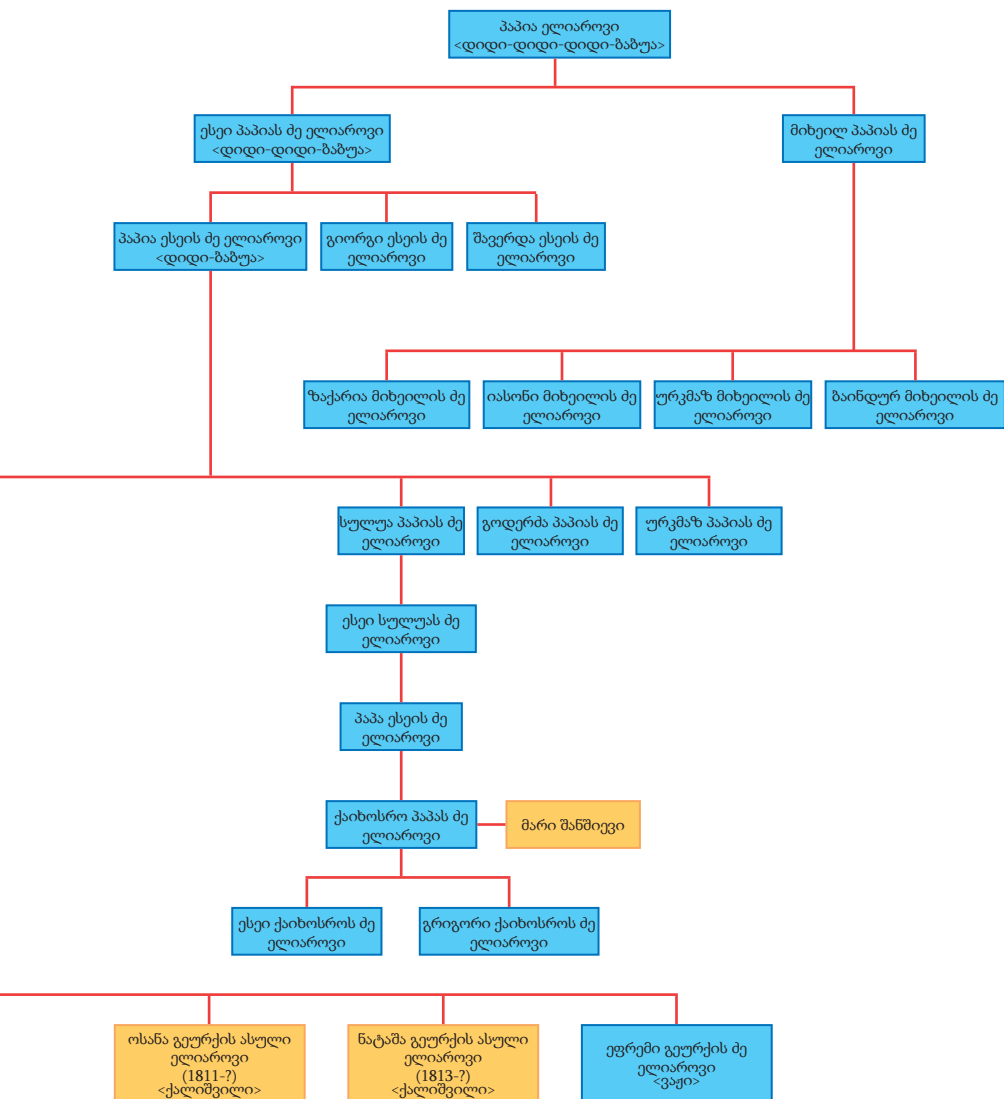 პაპია ელიაროვი
<დიდი-დიდი-დიდი-ბაბუა>
ესეი პაპიას ძე ელიაროვი
<დიდი-დიდი-ბაბუა>
მიხეილ პაპიას ძე
ელიაროვი
პაპია ესეის ძე ელიაროვი
<დიდი-ბაბუა>
გიორგი ესეის ძე
ელიაროვი
შავერდა ესეის ძე
ელიაროვი
ზაქარია მიხეილის ძე
ელიაროვი
იასონი მიხეილის ძე
ელიაროვი
ურკმაზ მიხეილის ძე
ელიაროვი
ბაინდურ მიხეილის ძე
ელიაროვი
სულუა პაპიას ძე
ელიაროვი
გოდერძა პაპიას ძე
ელიაროვი
ურკმაზ პაპიას ძე
ელიაროვი
ესეი სულუას ძე
ელიაროვი
პაპა ესეის ძე
ელიაროვი
ქაიხოსრო პაპას ძე
ელიაროვი
მარი შანშიევი
ესეი ქაიხოსროს ძე
ელიაროვი
გრიგორი ქაიხოსროს ძე
ელიაროვი
ოსანა გეურქის ასული
ელიაროვი
(1811-?)
<ქალიშვილი>
ნატაშა გეურქის ასული
ელიაროვი
(1813-?)
<ქალიშვილი>
ეფრემი გეურქის ძე
ელიაროვი
<ვაჟი>